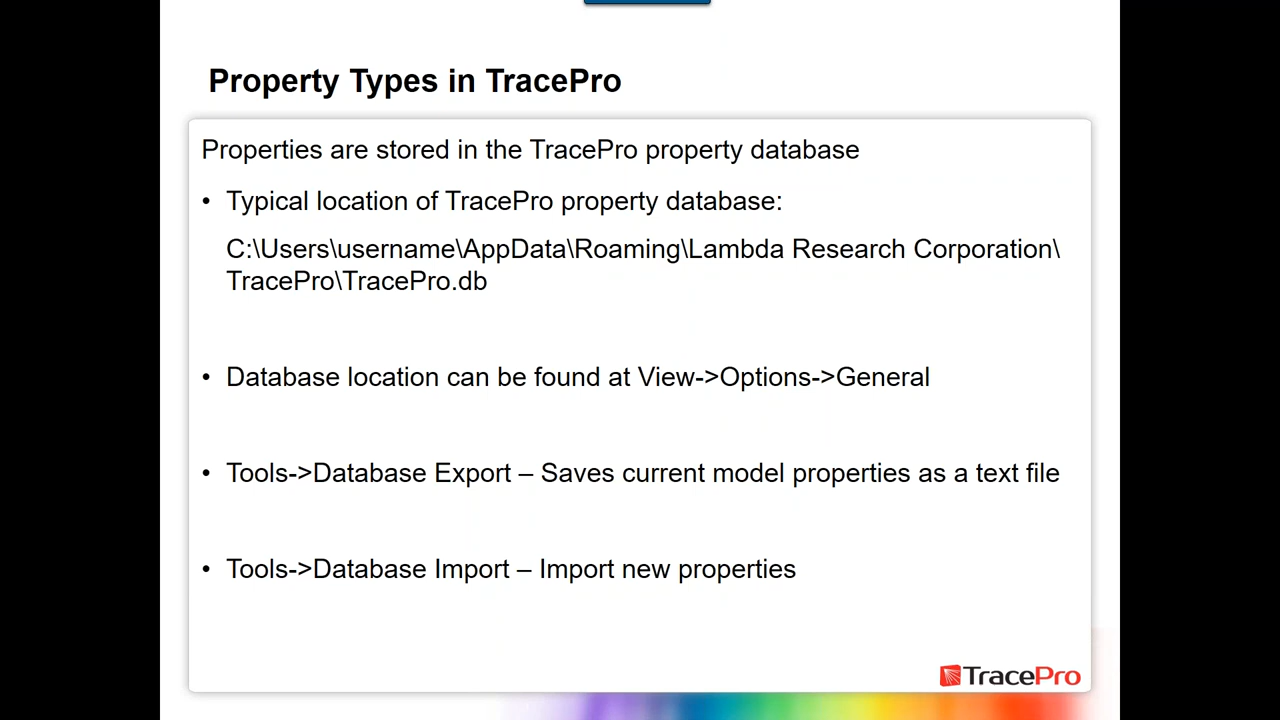 Property Types in TracePro
Properties are stored in the TracePro property database
• Typical location of TracePro property database:
C:\Users\username\AppData\Roaming\Lambda Research Corporation\
TracePro\TracePro.db
• Database location can be found at View->Options->General
• Tools->Database Export – Saves current model properties as a text file
• Tools->Database Import – Import new properties
TracePro